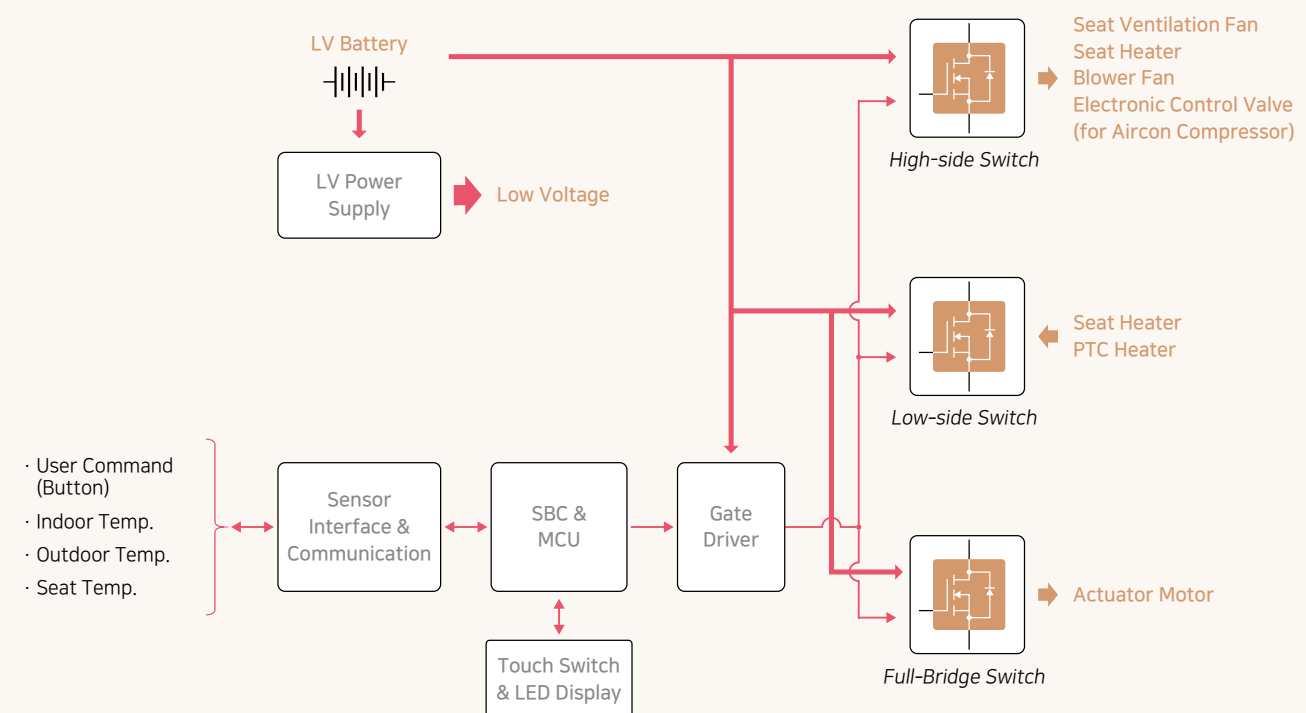 LV Battery
LV Power
Supply
Low Voltage
Seat Ventilation Fan
Seat Heater
Blower Fan
Electronic Control Valve
(for Aircon Compressor)
High-side Switch
Seat Heater
PTC Heater
Low-side Switch
· User Command
(Button)
· Indoor Temp.
· Outdoor Temp.
· Seat Temp.
Sensor
Interface &
Communication
SBC &
MCU
Gate
Driver
Touch Switch
& LED Display
Actuator Motor
Full-Bridge Switch